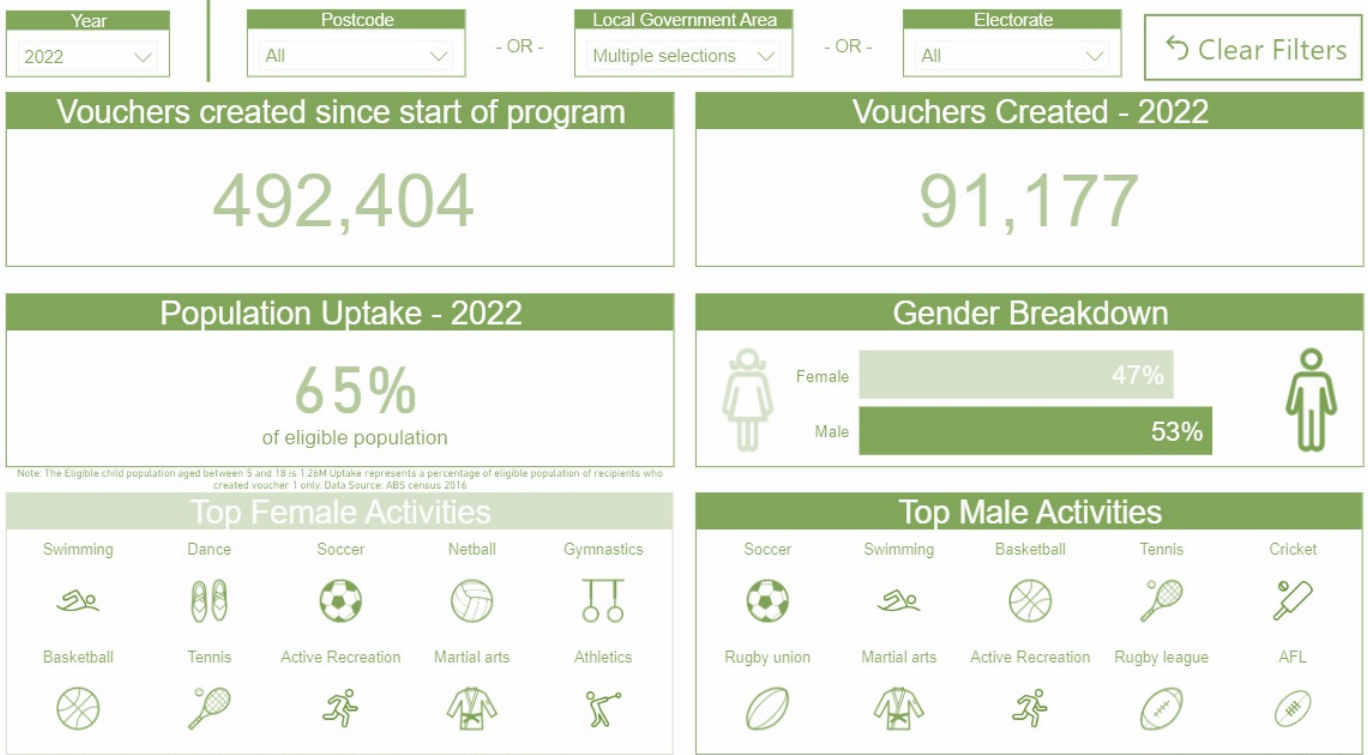 Year
2022
Postcode
All
- OR -
Local Government Area
Multiple selections
- OR -
Electorate
All
Clear Filters
Vouchers created since start of program
492,404
Vouchers Created - 2022
91,177
Population Uptake - 2022
65%
of eligible population
Note: The Eligible child population aged between 5 and 18 is 1.26M Uptake represents a percentage of eligible population of recipients who
created voucher 1 only. Data Source: ABS census 2016
Gender Breakdown
Female
47%
Male
53%
Top Female Activities
Swimming Dance Soccer Netball Gymnastics
Basketball Tennis Active Recreation Martial arts Athletics
Top Male Activities
Soccer Swimming Basketball Tennis Cricket
Rugby union Martial arts Active Recreation Rugby league AFL